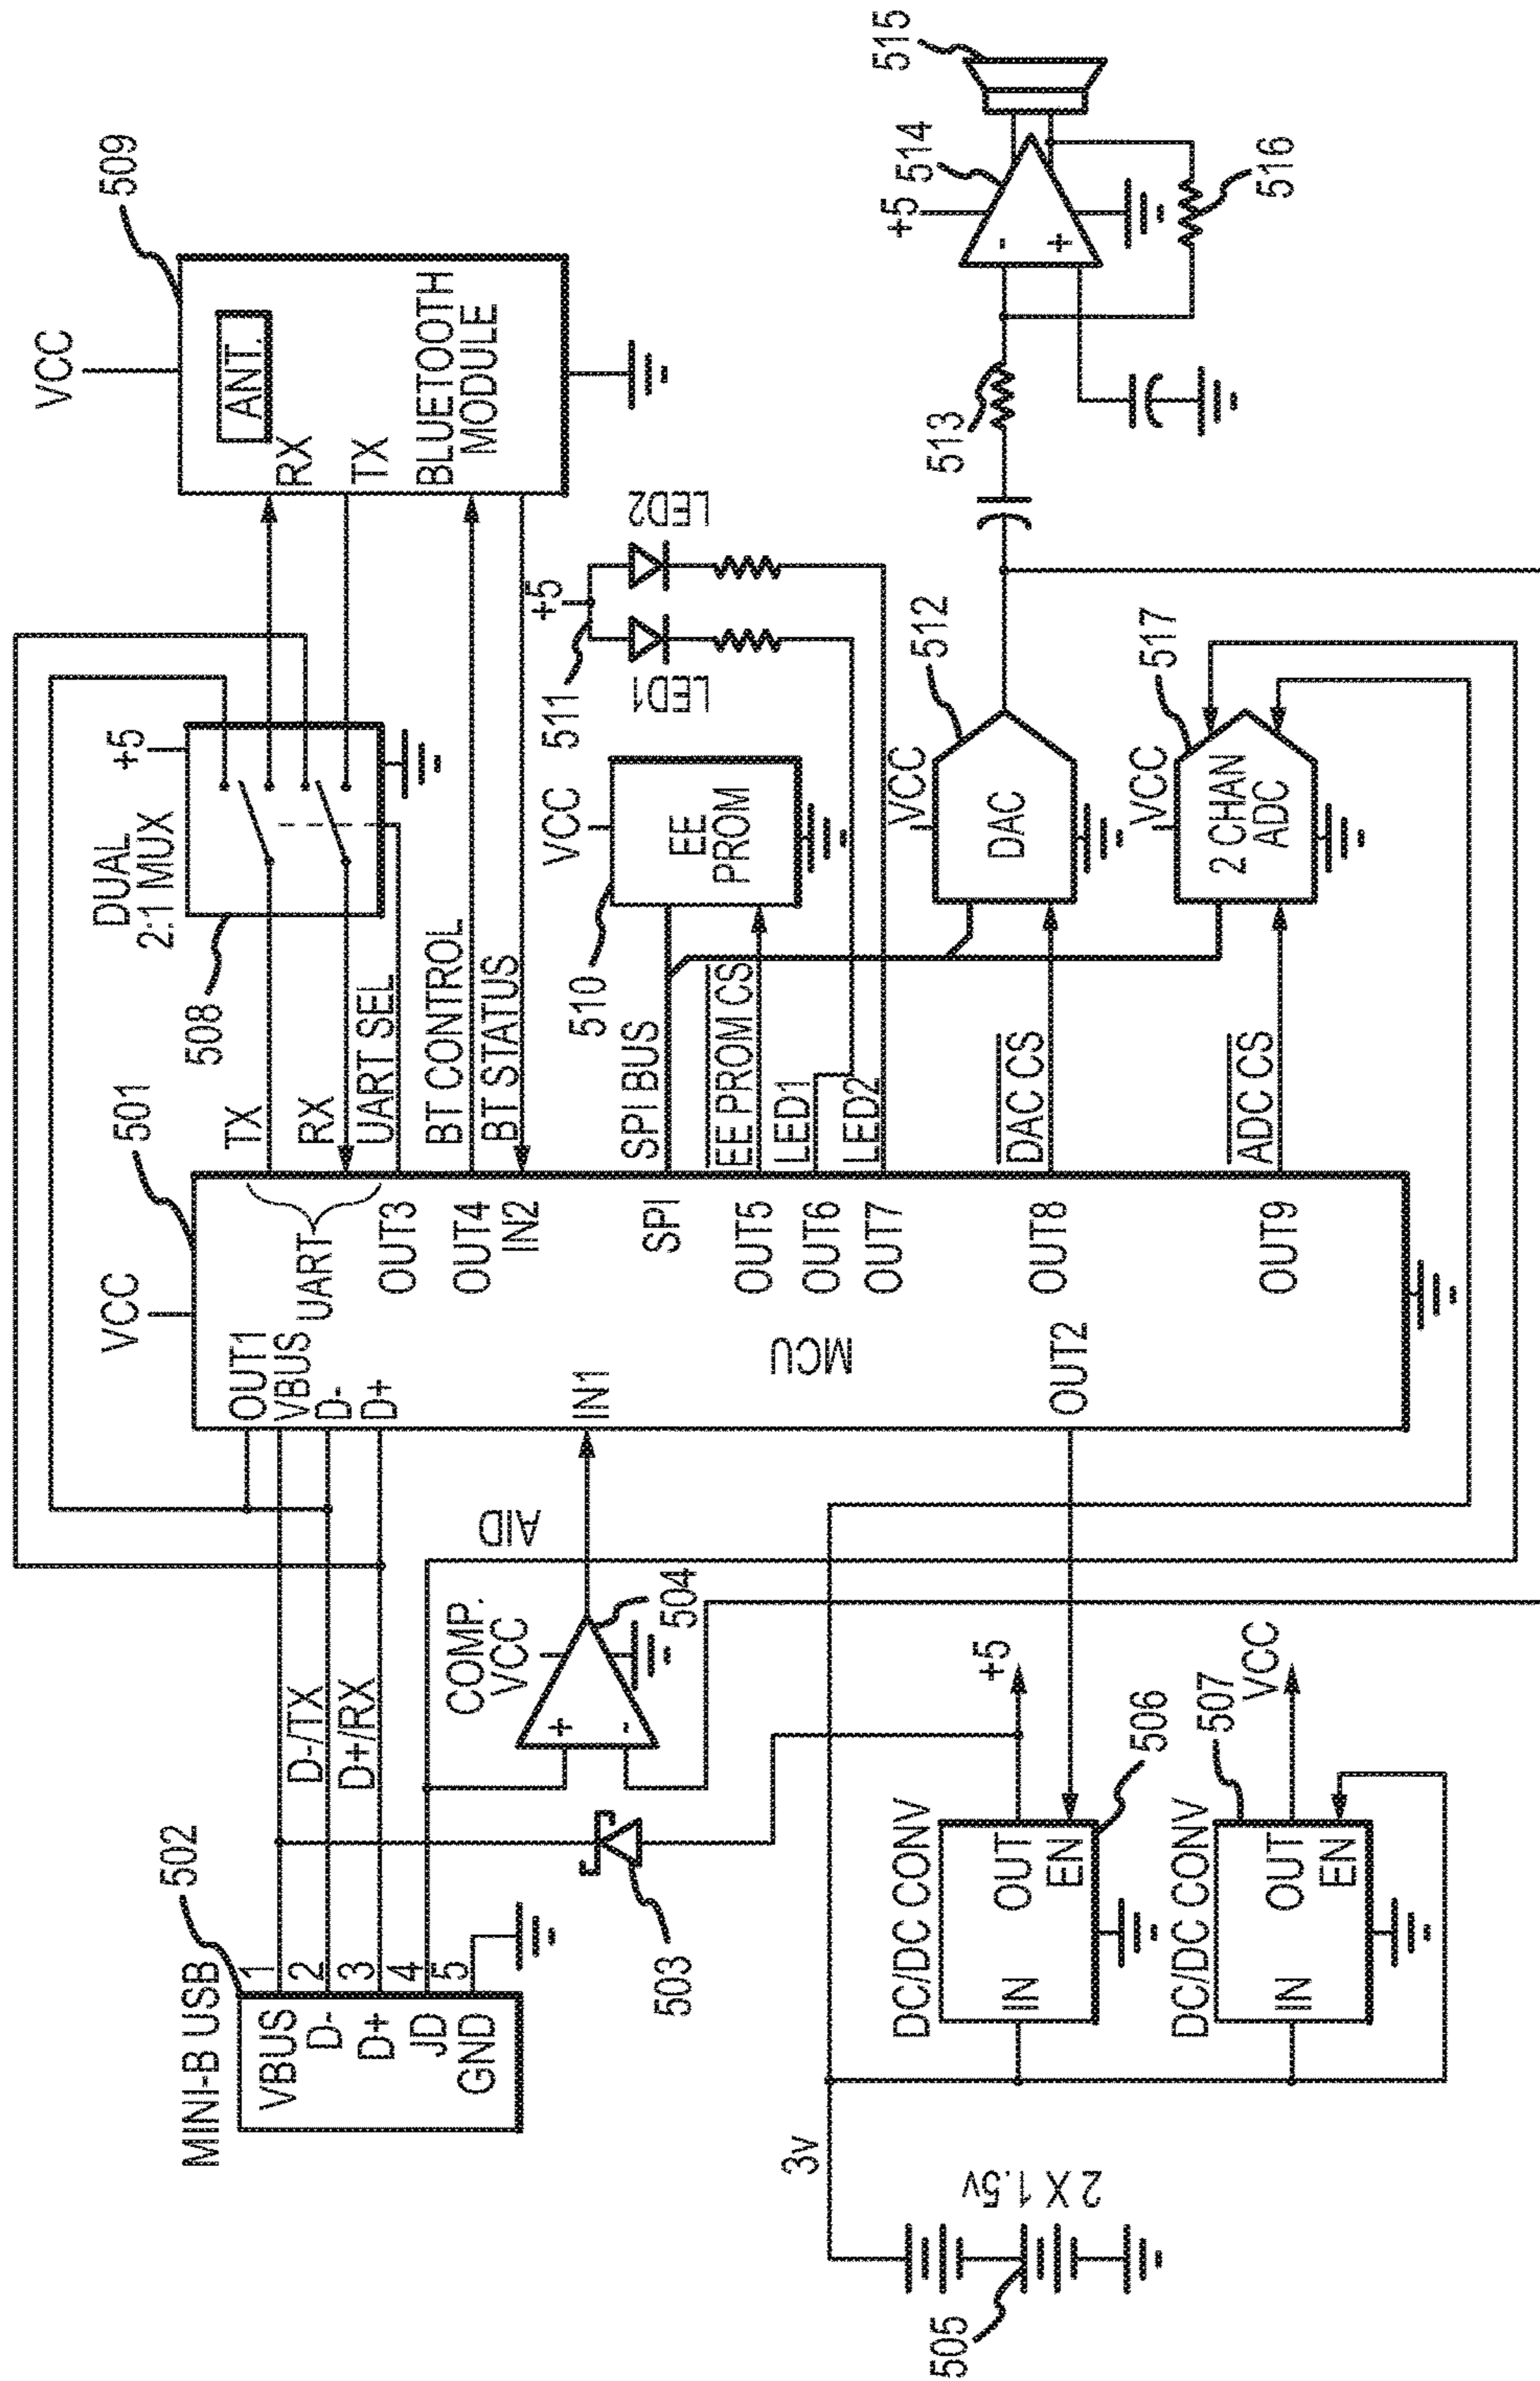 MINI-B USB
502
VBUS
D-
D+
JD
GND
1
2
3
4
5
D-/TX
D+/RX
503
COMP.
VCC
504
AID
3v
2 X 1.5v
505
DC/DC CONV
IN
OUT
EN
506
+5
DC/DC CONV
IN
OUT
EN
507
VCC
VCC
501
OUT1
VBUS
D-
D+
IN1
OUT2
MCU
UART
OUT3
OUT4
IN2
SPI
OUT5
OUT6
OUT7
OUT8
OUT9
TX
RX
UART SEL
BT CONTROL
BT STATUS
SPI BUS
EE PROM CS
LED1
LED2
DAC CS
ADC CS
508
DUAL
2:1 MUX
+5
VCC
509
ANT.
RX
TX
BLUETOOTH
MODULE
510
VCC
EE
PROM
511
+5
LED1
LED2
VCC
DAC
512
VCC
2 CHAN
ADC
517
513
+5
514
-
+
515
516
+
-